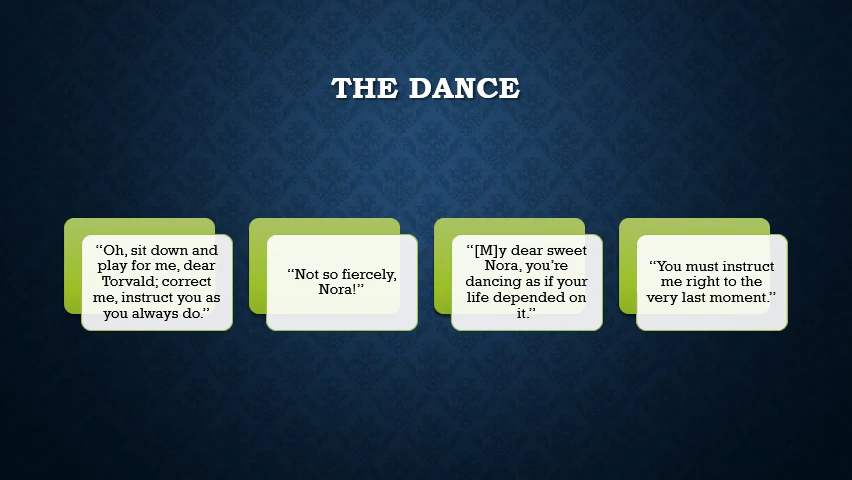 THE DANCE
“Oh, sit down and
play for me, dear
Torvald; correct
me, instruct you as
you always do.”
“Not so fiercely,
Nora!”
“[M]y dear sweet
Nora, you’re
dancing as if your
life depended on
it.”
“You must instruct
me right to the
very last moment.”